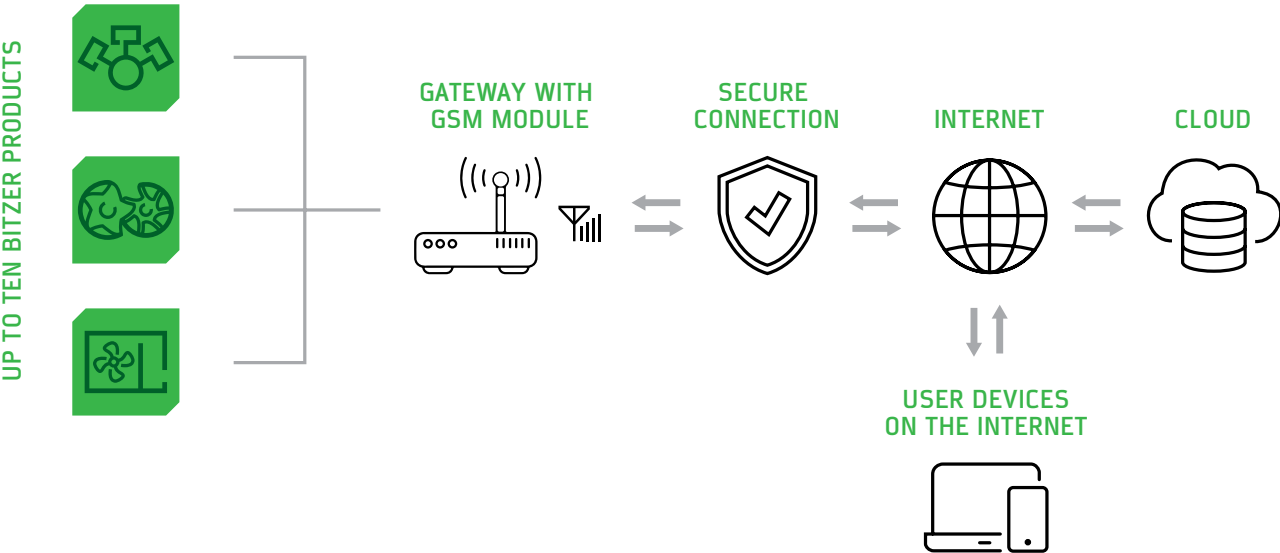 UP TO TEN BITZER PRODUCTS
GATEWAY WITH
GSM MODULE
SECURE
CONNECTION
INTERNET
CLOUD
USER DEVICES
ON THE INTERNET